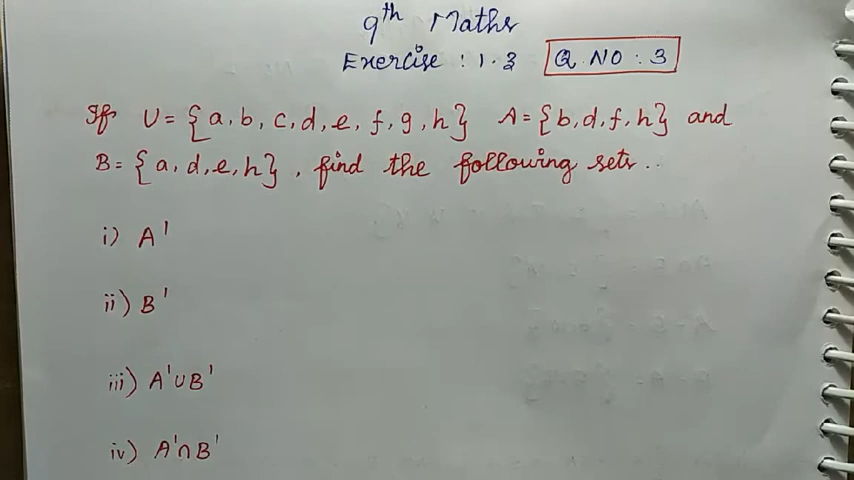 9th Maths
Exercise : 1.3 Q.NO : 3
If U = {a, b, c, d, e, f, g, h} A = {b, d, f, h} and
B = {a, d, e, h}, find the following sets..
i) A'
ii) B'
iii) A'∪B'
iv) A'∩B'